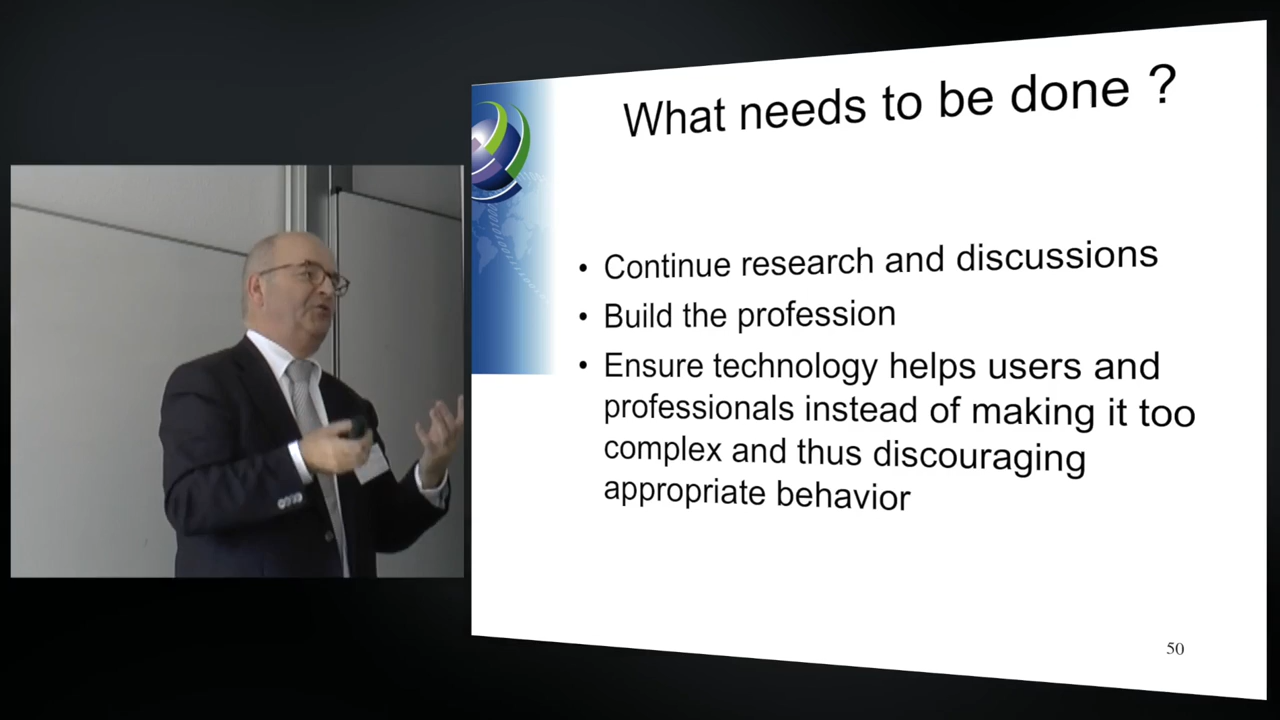 What needs to be done ?
• Continue research and discussions
• Build the profession
• Ensure technology helps users and
professionals instead of making it too
complex and thus discouraging
appropriate behavior
50